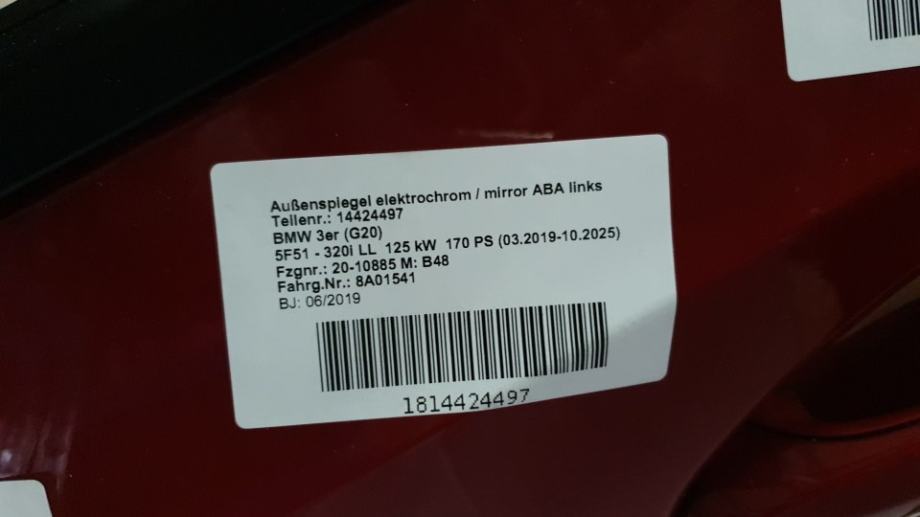 Außenspiegel elektrochrom / mirror ABA links
Teilenr.: 14424497
BMW 3er (G20)
5F51 - 320i LL 125 kW 170 PS (03.2019-10.2025)
Fzgnr.: 20-10885 M: B48
Fahrg.Nr.: 8A01541
BJ: 06/2019
1814424497